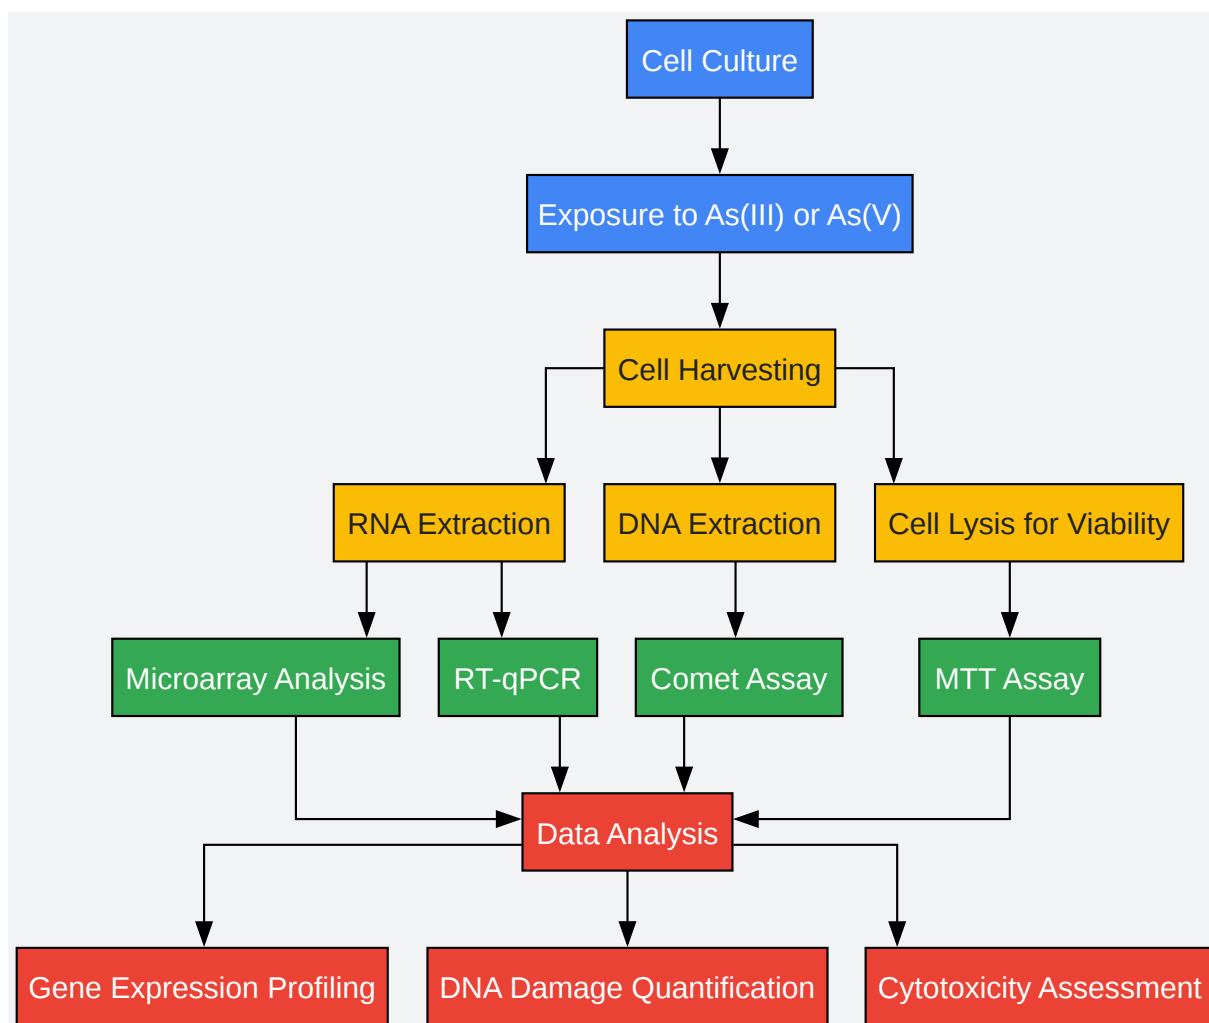 Cell Culture
Exposure to As(III) or As(V)
Cell Harvesting
RNA Extraction
DNA Extraction
Cell Lysis for Viability
Microarray Analysis
RT-qPCR
Comet Assay
MTT Assay
Data Analysis
Gene Expression Profiling
DNA Damage Quantification
Cytotoxicity Assessment